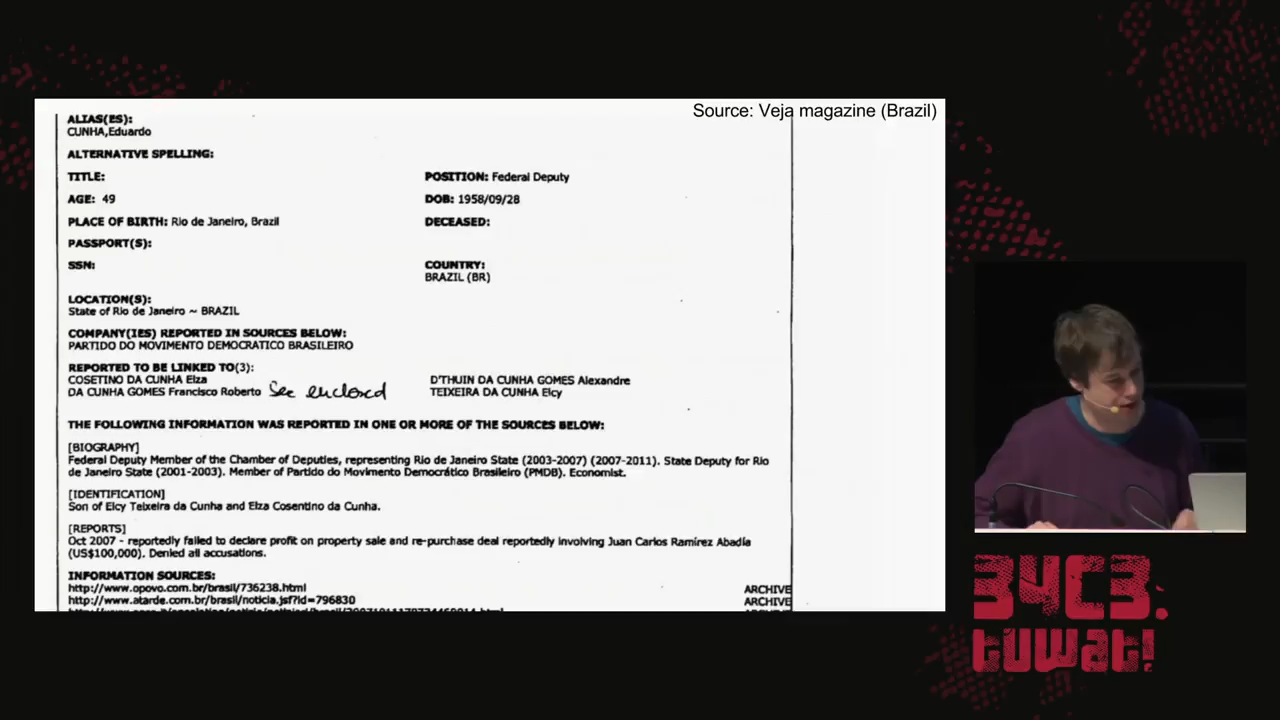 Source: Veja magazine (Brazil)
ALIAS(ES):
CUNHA,Eduardo
ALTERNATIVE SPELLING:
TITLE: POSITION: Federal Deputy
AGE: 49 DOB: 1958/09/28
PLACE OF BIRTH: Rio de Janeiro, Brazil DECEASED:
PASSPORT(S):
SSN: COUNTRY:
BRAZIL (BR)
LOCATION(S):
State of Rio de Janeiro ~ BRAZIL
COMPANY(IES) REPORTED IN SOURCES BELOW:
PARTIDO DO MOVIMENTO DEMOCRATICO BRASILEIRO
REPORTED TO BE LINKED TO(3):
COSETINO DA CUNHA Elza D'THUIN DA CUNHA GOMES Alexandre
DA CUNHA GOMES Francisco Roberto See enclosed TEIXEIRA DA CUNHA Elcy
THE FOLLOWING INFORMATION WAS REPORTED IN ONE OR MORE OF THE SOURCES BELOW:
[BIOGRAPHY]
Federal Deputy Member of the Chamber of Deputies, representing Rio de Janeiro State (2003-2007) (2007-2011). State Deputy for Rio
de Janeiro State (2001-2003). Member of Partido do Movimento Democrático Brasileiro (PMDB). Economist.
[IDENTIFICATION]
Son of Elcy Teixeira da Cunha and Elza Cosentino da Cunha.
[REPORTS]
Oct 2007 - reportedly failed to declare profit on property sale and re-purchase deal reportedly involving Juan Carlos Ramírez Abadía
(US$100,000). Denied all accusations.
INFORMATION SOURCES:
http://www.opovo.com.br/brasil/736238.html ARCHIVE
http://www.atarde.com.br/brasil/noticia.jsf?id=796830 ARCHIVE
ARCHIVE
34C3.
tuwat!